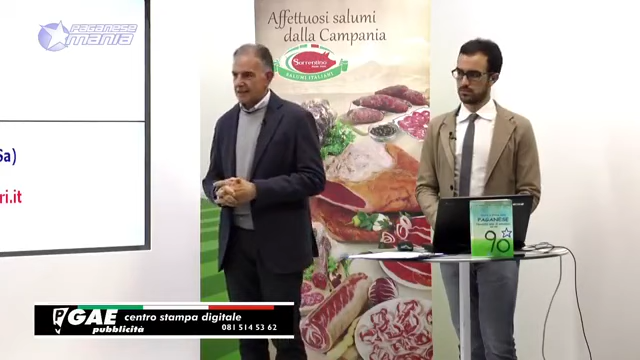 PAGANESE
mania
Affettuosi salumi
dalla Campania
Sorrentino
SALUMI ITALIANI
Sa)
ri.it
PAGANESE
90
GAE
pubblicità
centro stampa digitale
081 514 53 62